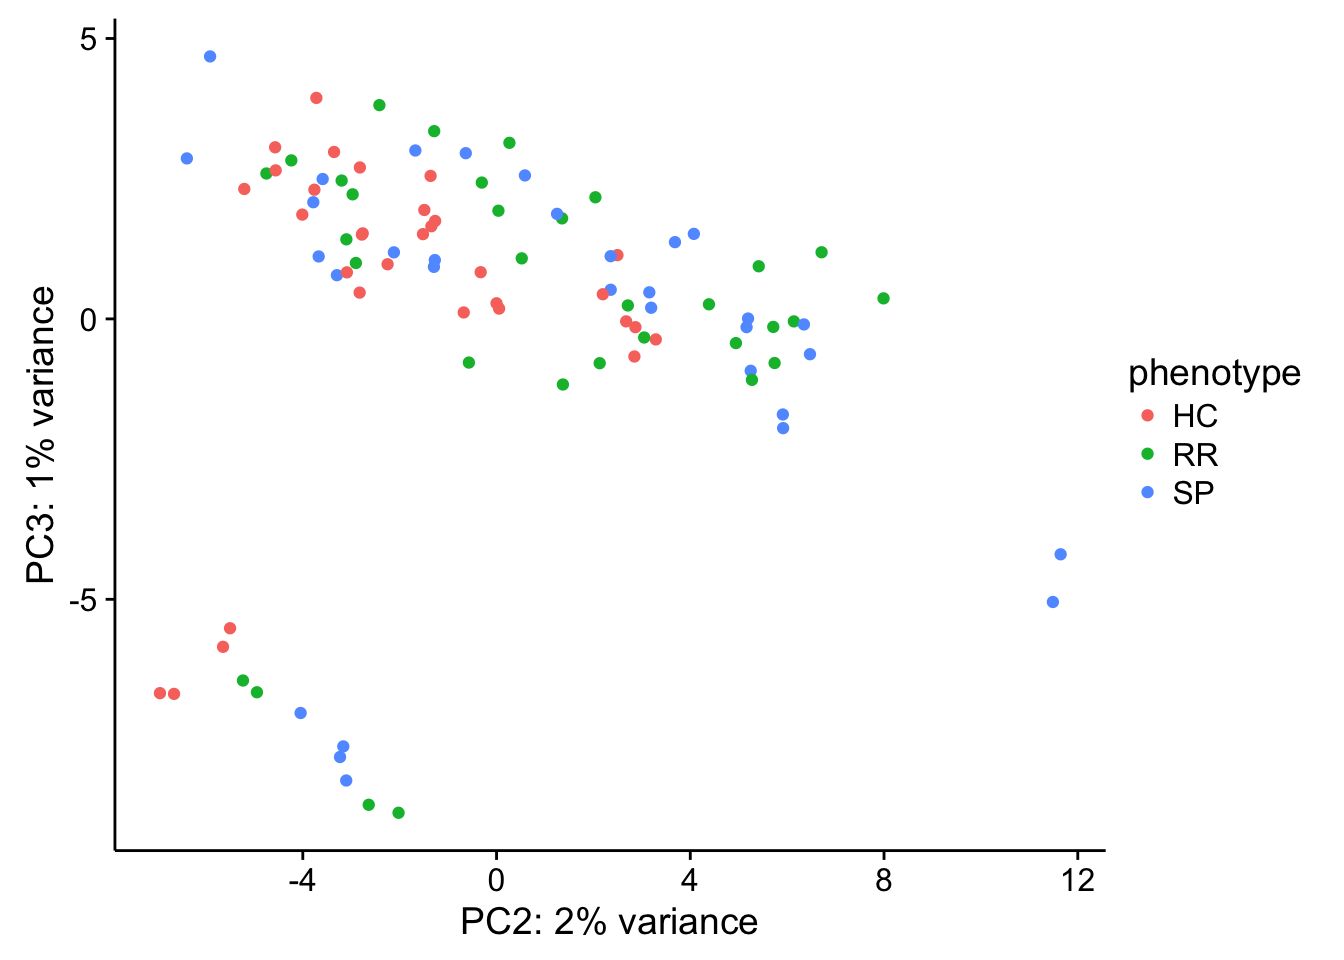 5
0
-5
PC3: 1% variance
-4
0
4
8
12
PC2: 2% variance
phenotype
HC
RR
SP